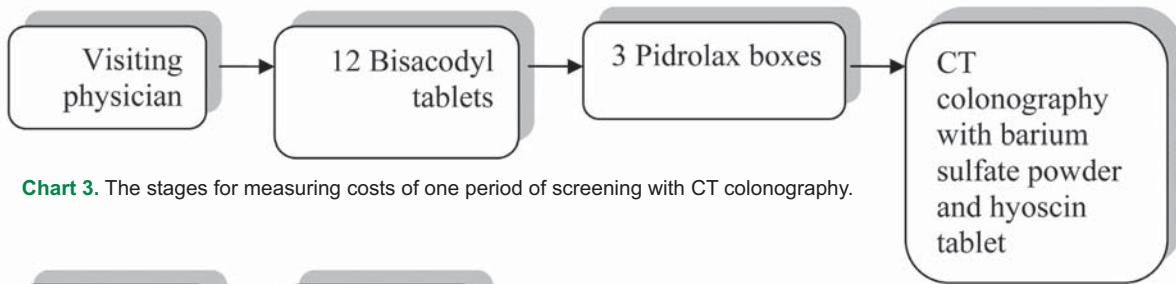 Visiting
physician
12 Bisacodyl
tablets
3 Pidrolax boxes
CT
colonography
with barium
sulfate powder
and hyoscin
tablet
Chart 3. The stages for measuring costs of one period of screening with CT colonography.